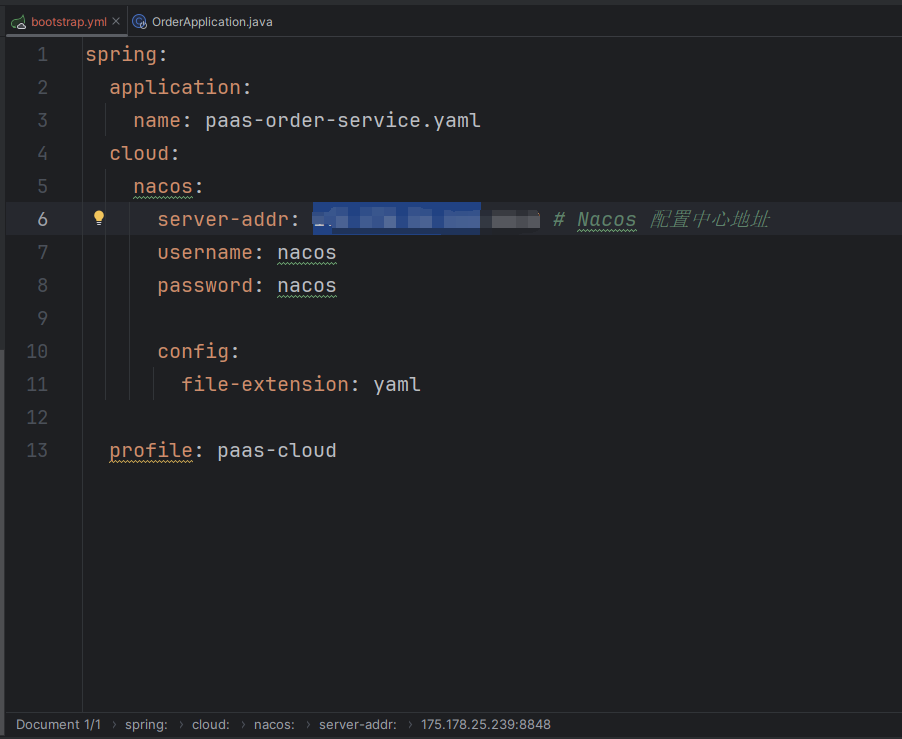 bootstrap.yml × OrderApplication.java
1 spring:
2 application:
3 name: paas-order-service.yaml
4 cloud:
5 nacos:
6 server-addr: # Nacos 配置中心地址
7 username: nacos
8 password: nacos
9
10 config:
11 file-extension: yaml
12
13 profile: paas-cloud
Document 1/1 › spring: › cloud: › nacos: › server-addr: › 175.178.25.239:8848